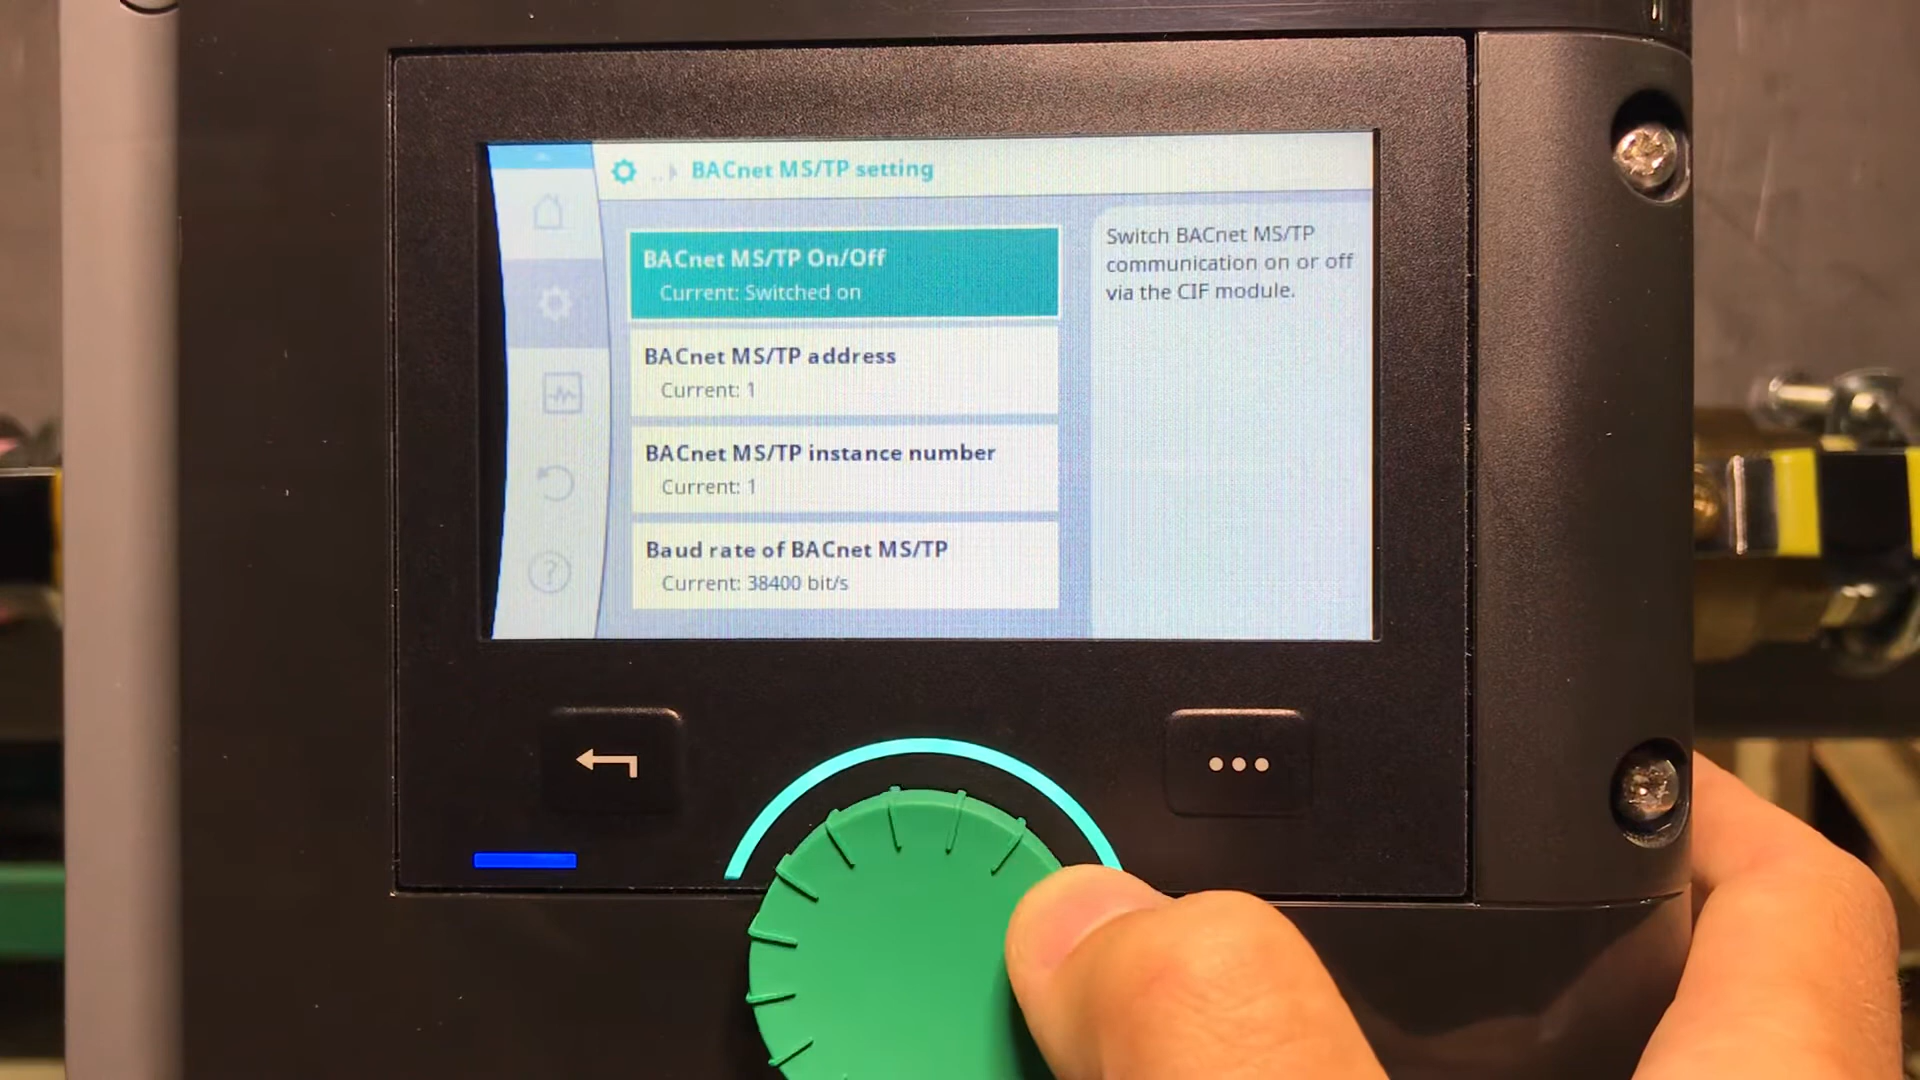 BACnet MS/TP setting
BACnet MS/TP On/Off
Current: Switched on
BACnet MS/TP address
Current: 1
BACnet MS/TP instance number
Current: 1
Baud rate of BACnet MS/TP
Current: 38400 bit/s
Switch BACnet MS/TP
communication on or off
via the CIF module.